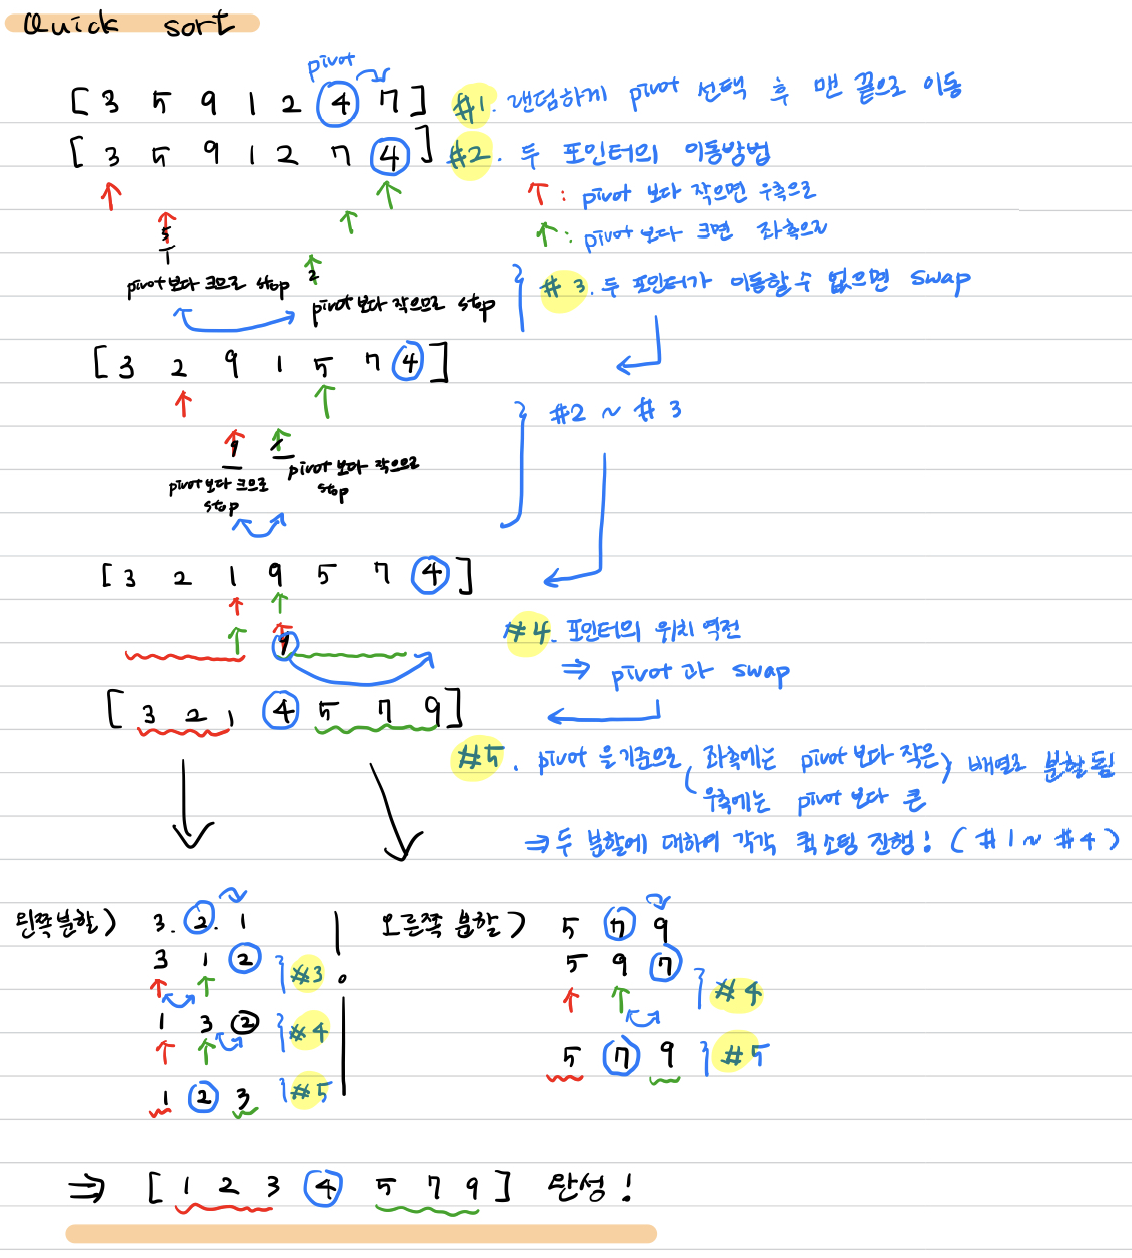 Quick sort
pivot
[ 3 5 9 1 2 4 7 ] #1. 랜덤하게 pivot 선택 후 맨 끝으로 이동
[ 3 5 9 1 2 7 4 ] #2. 두 포인터의 이동방법
↑ : pivot 보다 작으면 우측으로
↑ : pivot 보다 크면 좌측으로
5
2
pivot 보다 크므로 stop
pivot 보다 작으므로 stop
#3. 두 포인터가 이동할 수 없으면 swap
[ 3 2 9 1 5 7 4 ]
#2 ~ #3
9 1
pivot 보다 크므로
stop
pivot 보다 작으므로
stop
[ 3 2 1 9 5 7 4 ]
#4. 포인터의 위치 역전
⇒ pivot 과 swap
9
[ 3 2 1 4 5 7 9 ]
#5. pivot 을 기준으로 ( 좌측에는 pivot 보다 작은 ) 배열로 분할됨
우측에는 pivot 보다 큰
⇒ 두 분할에 대하여 각각 퀵소팅 진행! ( #1 ~ #4 )
왼쪽분할) 3. 2. 1
3 1 2 #3
1 3 2 #4
1 2 3 #5
오른쪽 분할) 5 7 9
5 9 7 #4
5 7 9 #5
⇒ [ 1 2 3 4 5 7 9 ] 완성!